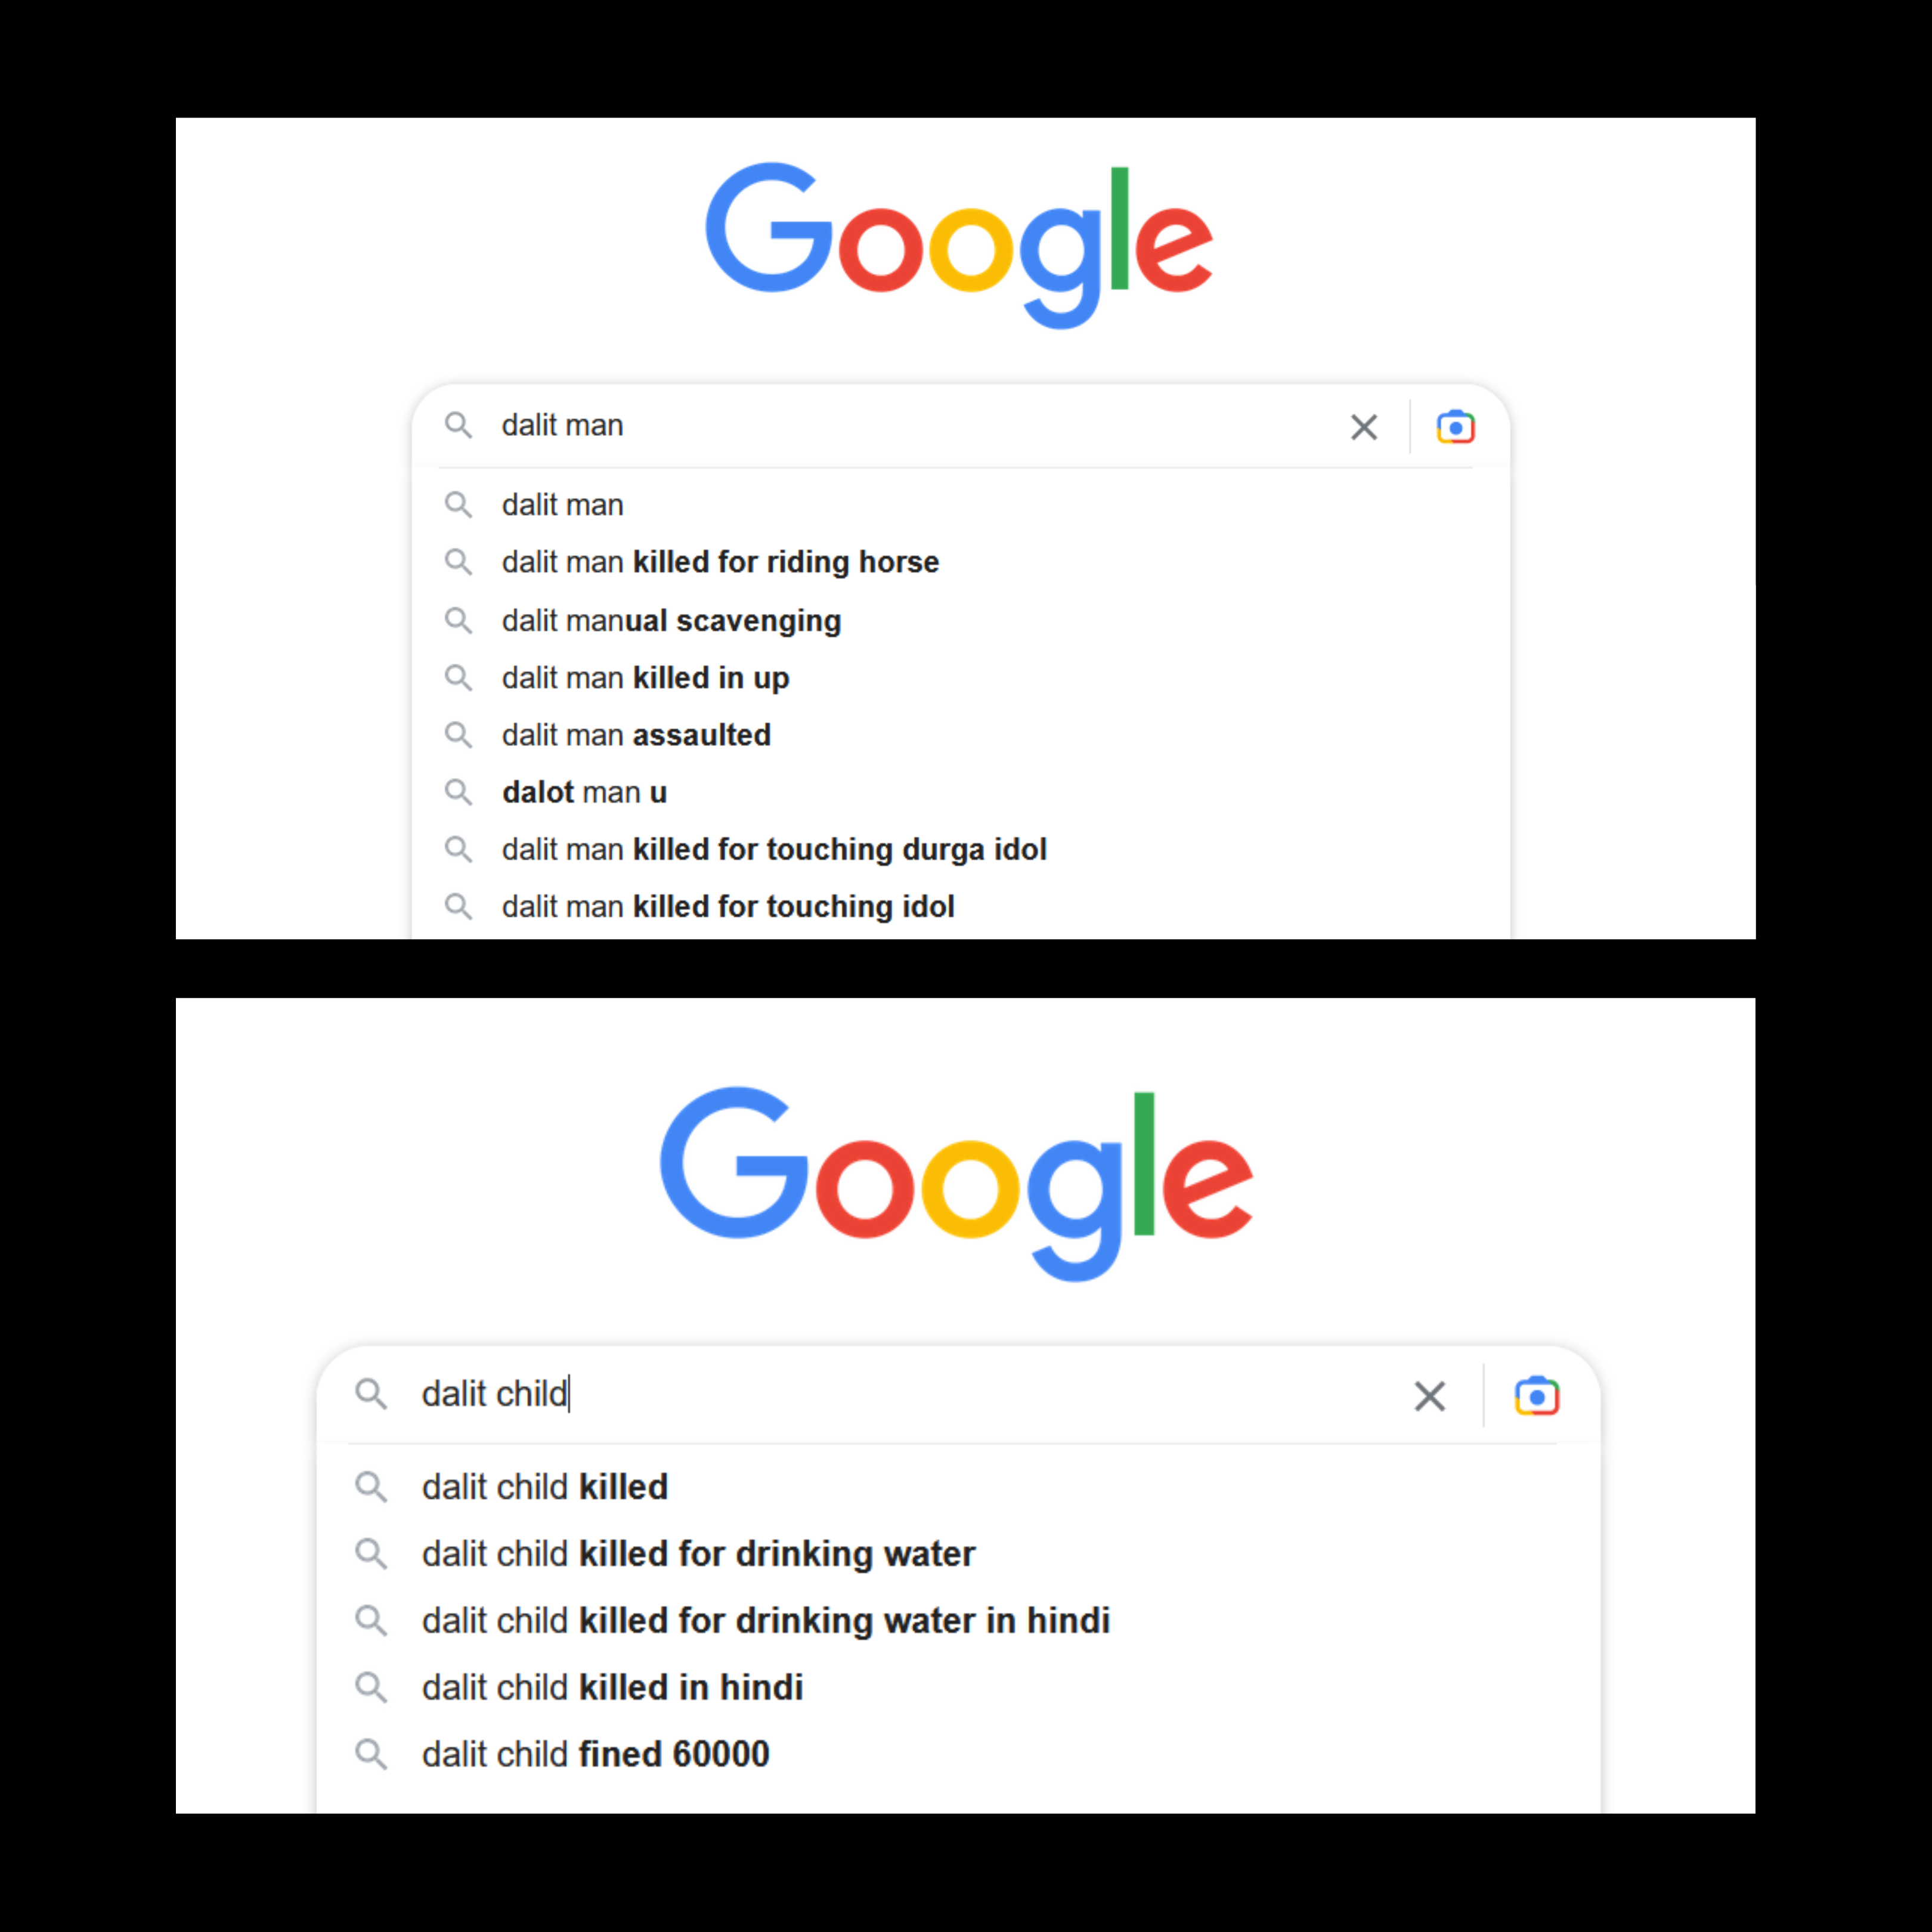 Google
dalit man
dalit man
dalit man killed for riding horse
dalit manual scavenging
dalit man killed in up
dalit man assaulted
dalot man u
dalit man killed for touching durga idol
dalit man killed for touching idol
Google
dalit child
dalit child killed
dalit child killed for drinking water
dalit child killed for drinking water in hindi
dalit child killed in hindi
dalit child fined 60000